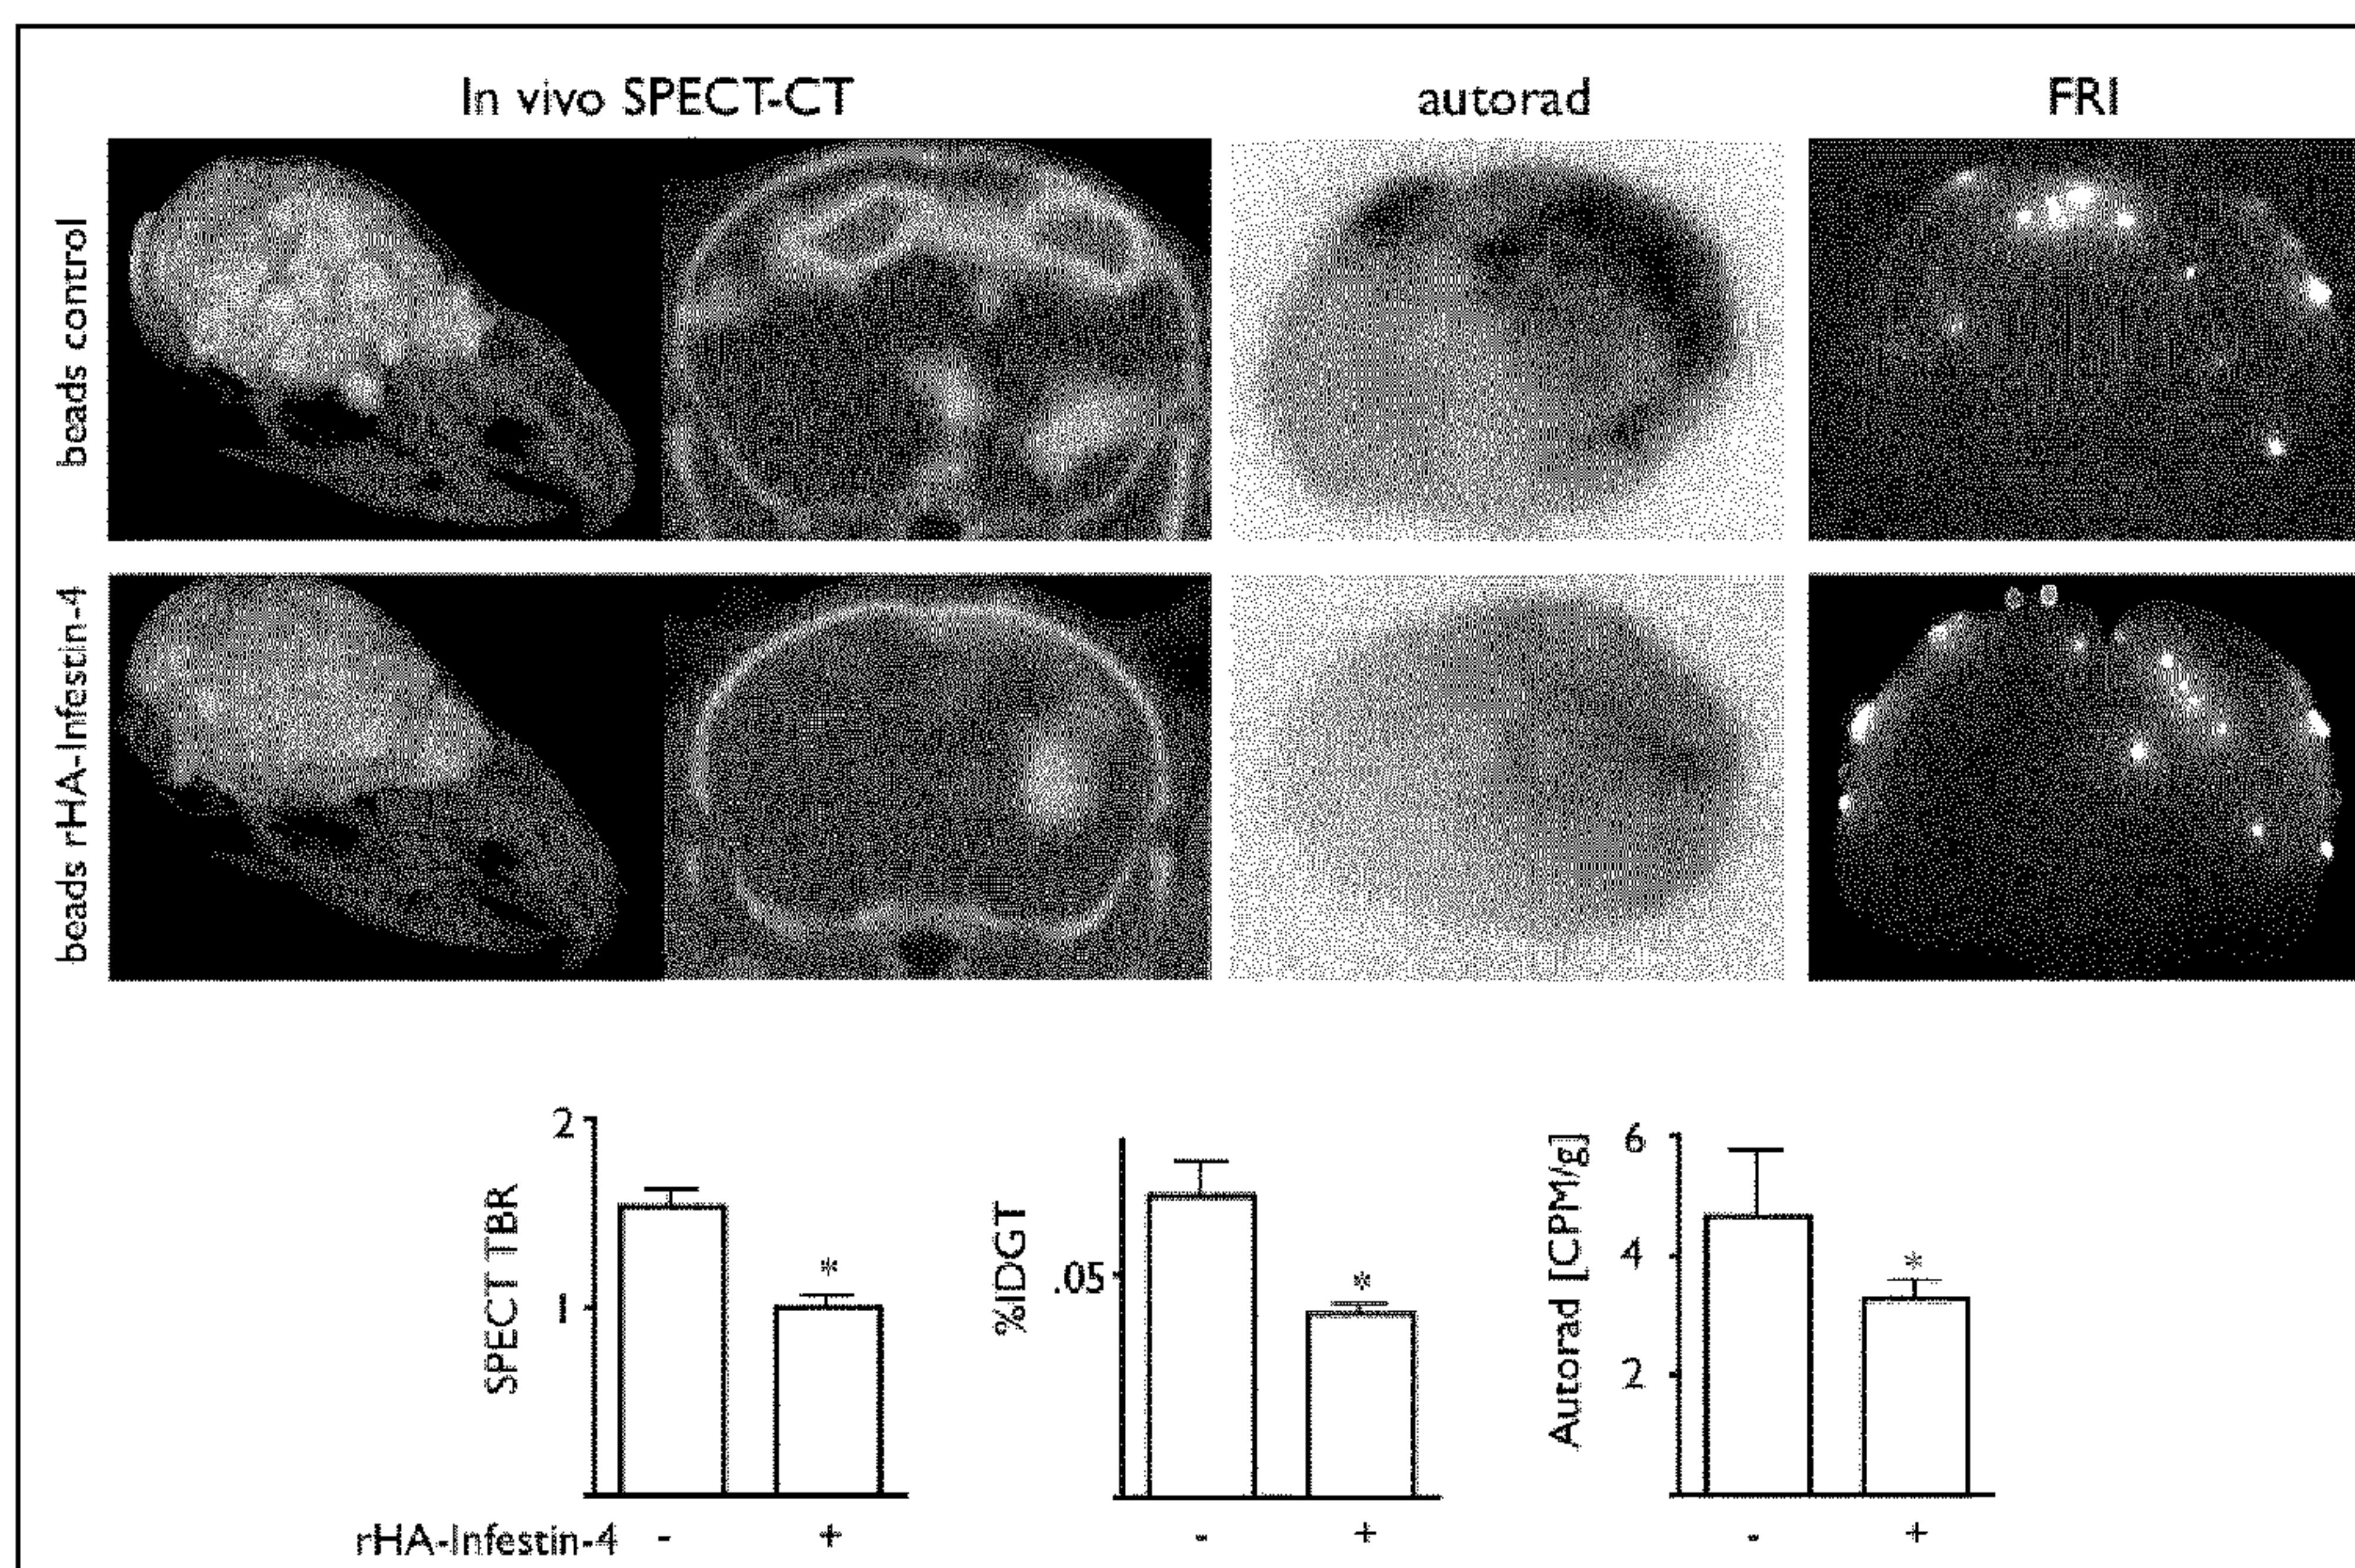 In vivo SPECT-CT
autorad
FRI
beads control
beads rHA-Infestin-4
SPECT TBR
2
1
%IDGT
.05
Autorad [CPM/g]
6
4
2
*
*
*
rHA-Infestin-4 - + - + - +